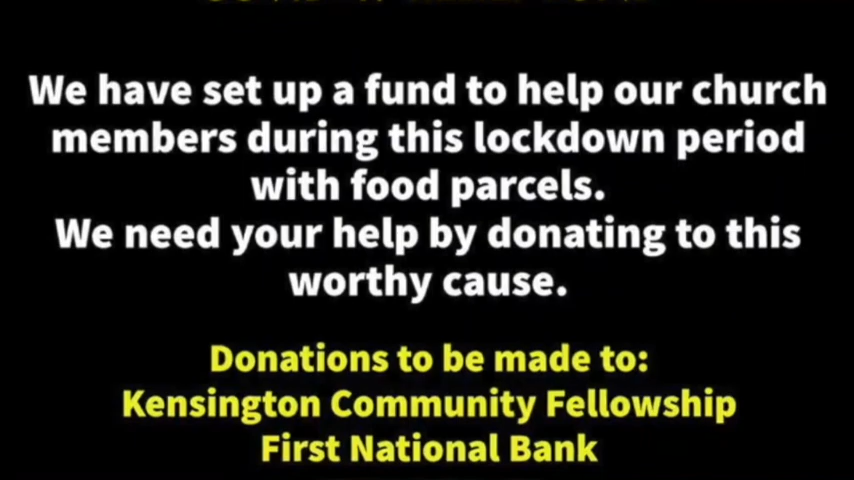 We have set up a fund to help our church
members during this lockdown period
with food parcels.
We need your help by donating to this
worthy cause.
Donations to be made to:
Kensington Community Fellowship
First National Bank